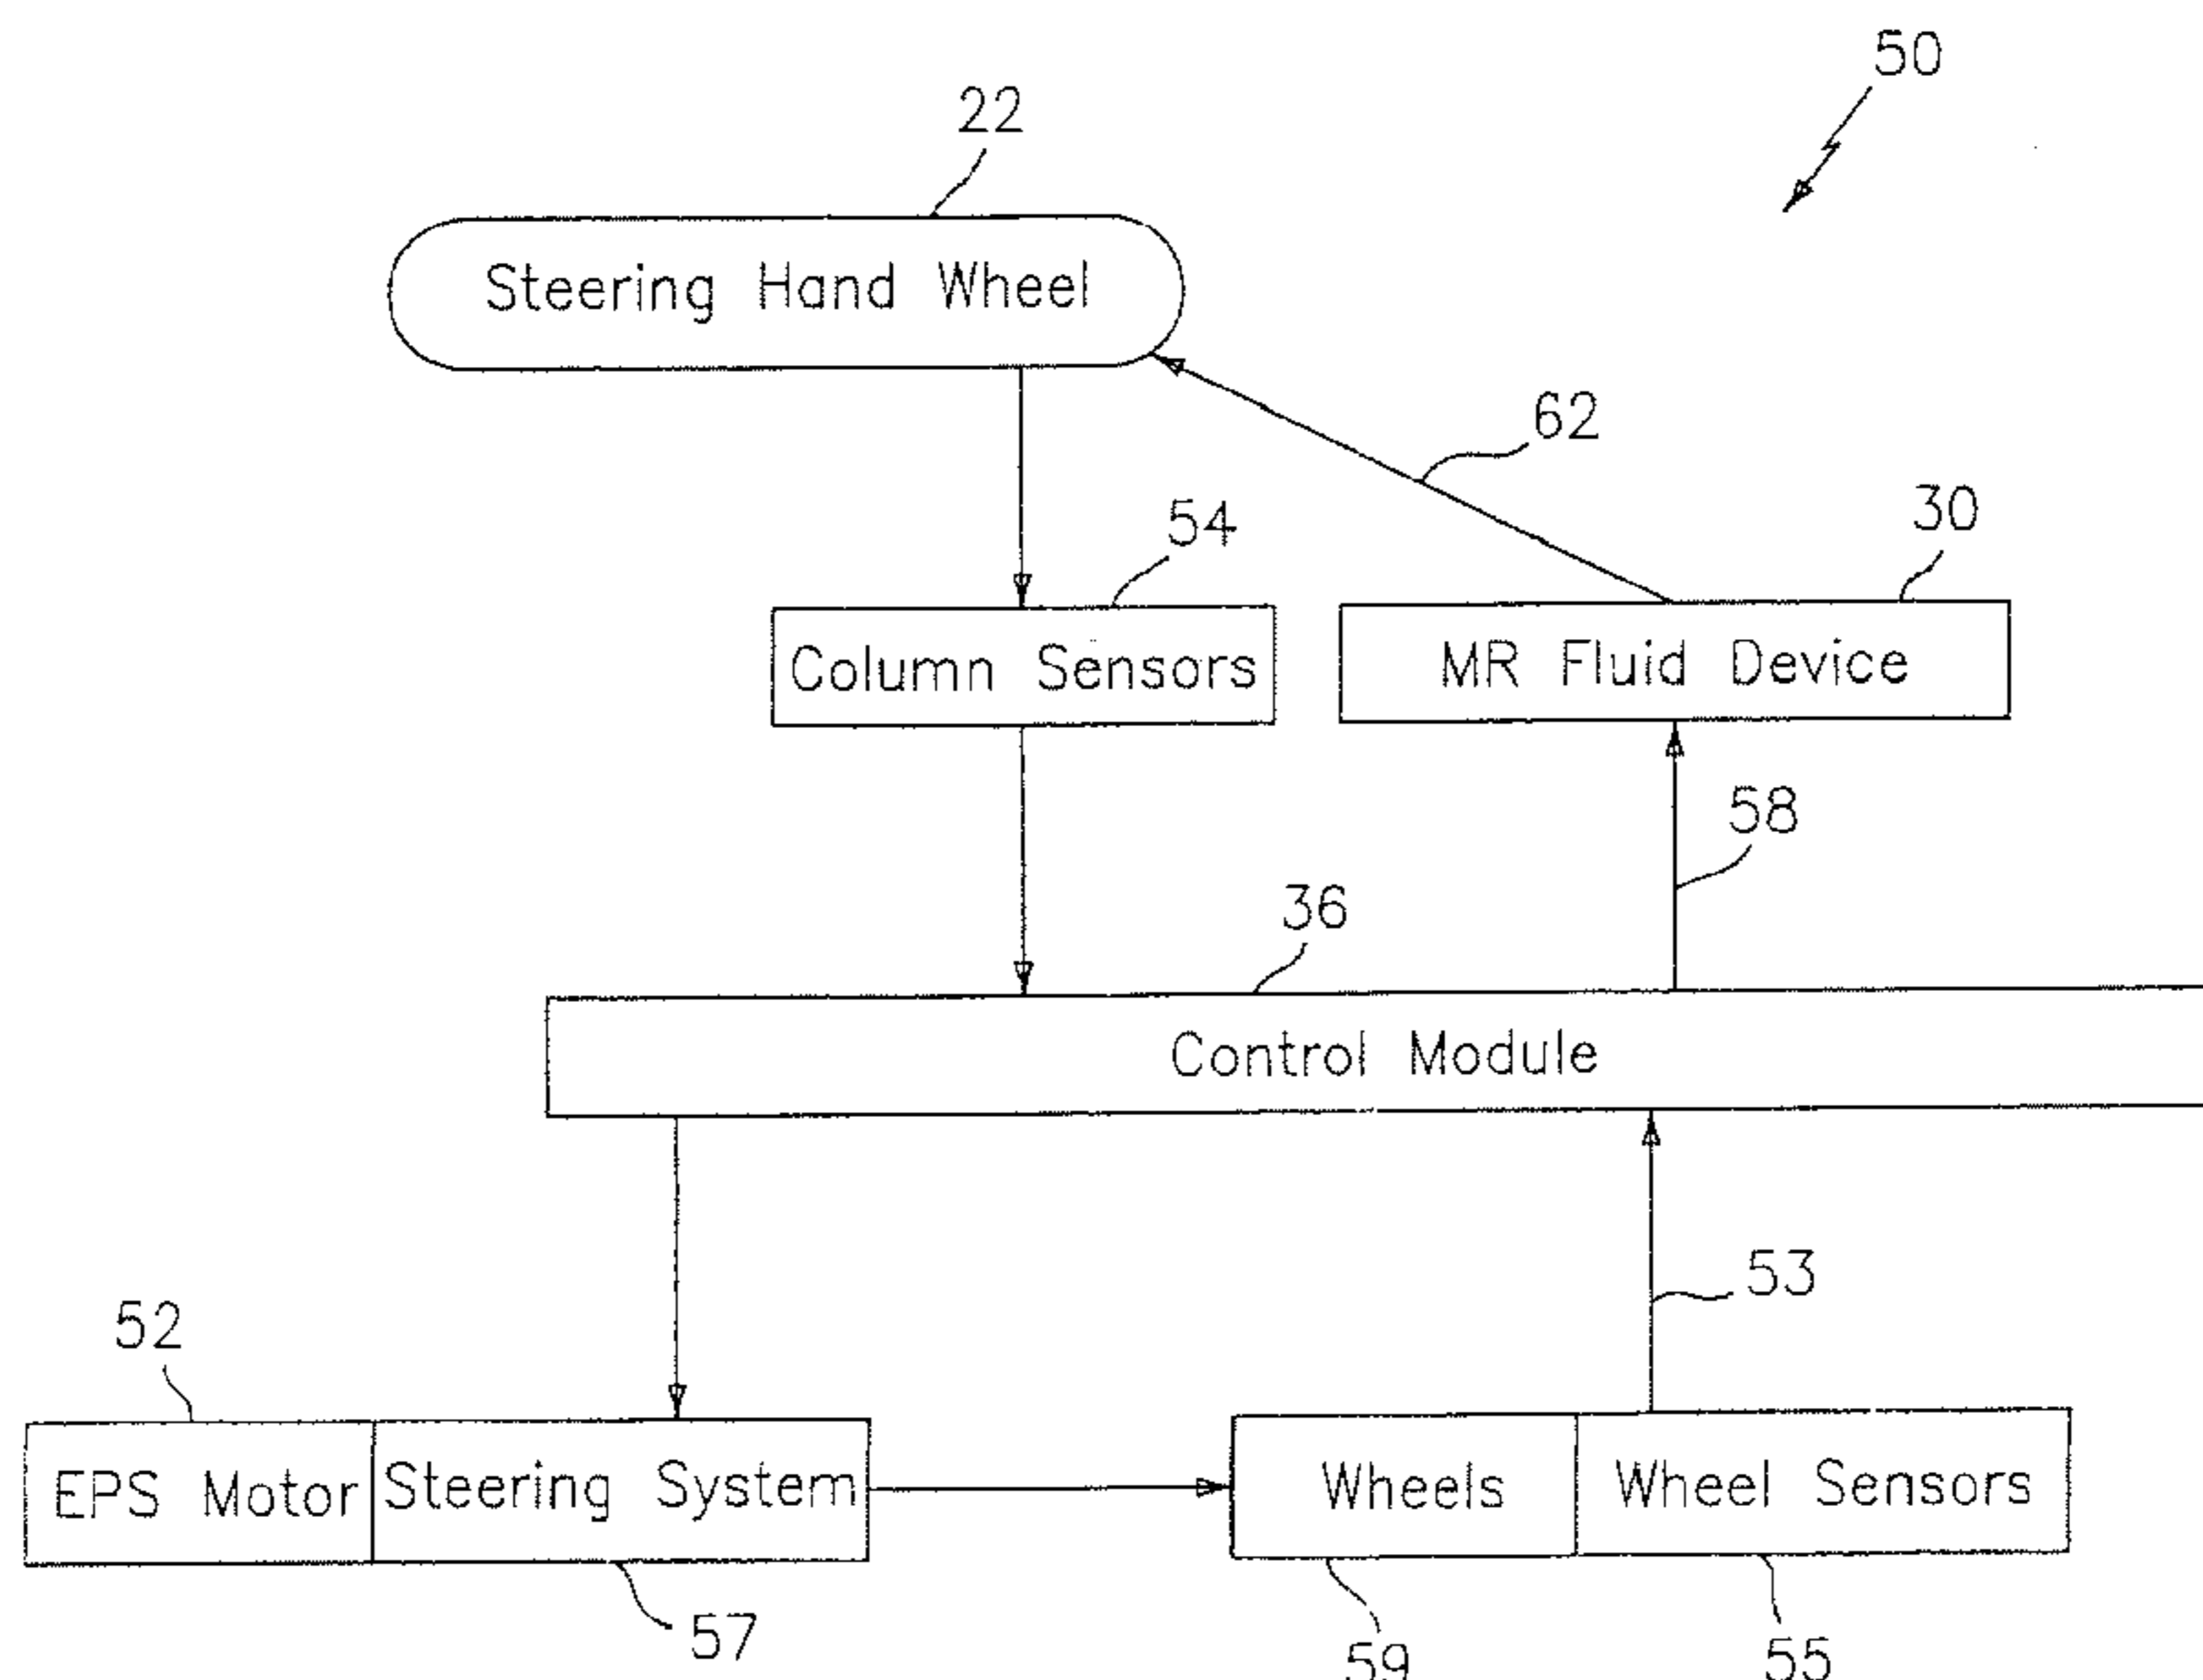 50
22
Steering Hand Wheel
62
54
30
Column Sensors
MR Fluid Device
58
36
Control Module
53
52
EPS Motor
Steering System
Wheels
Wheel Sensors
57
59
55